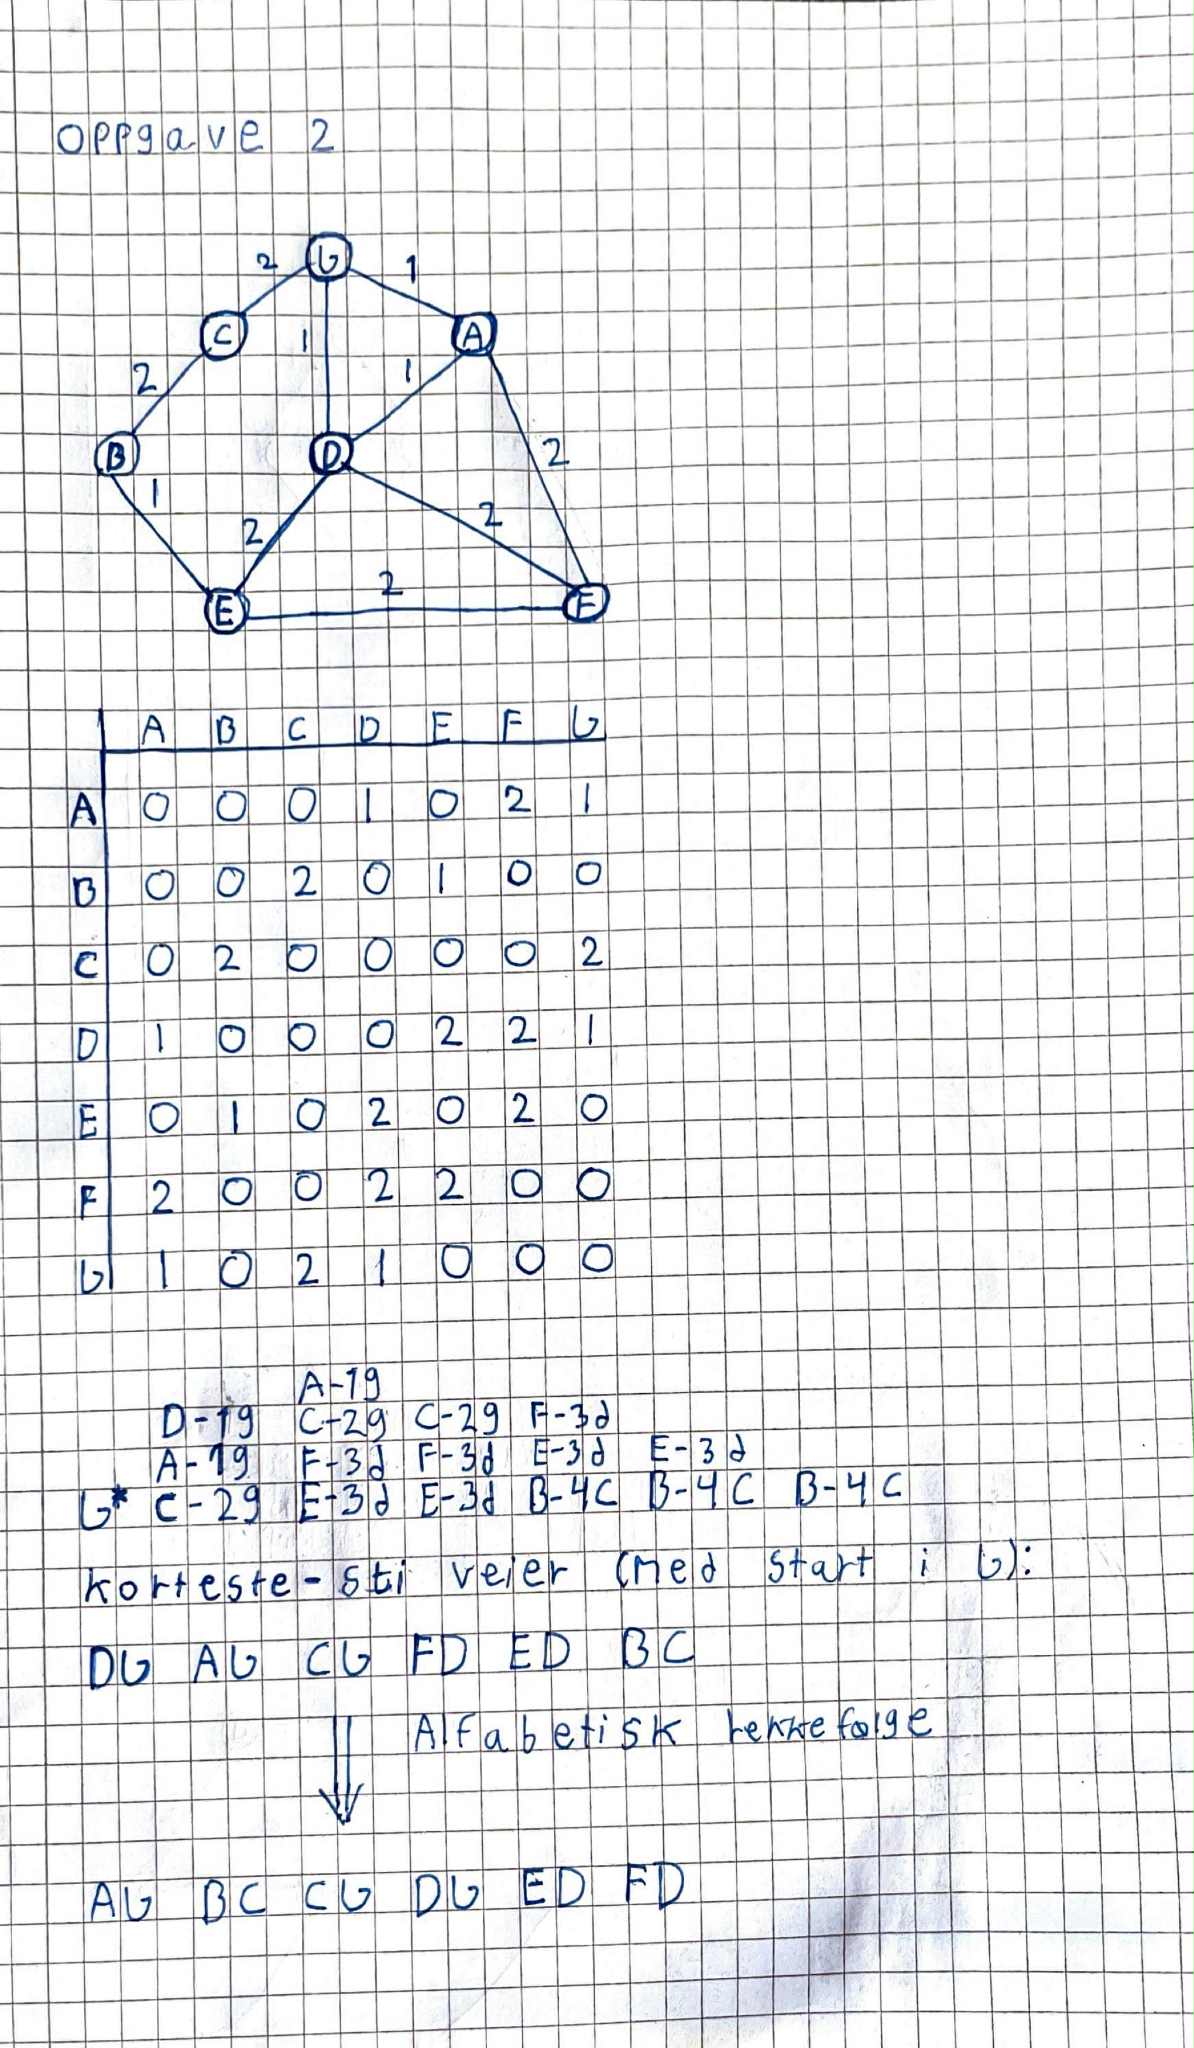 Oppgave 2
2 G 1
C 1 A
2 1
B D 2
1
2 2
2
E F
A B C D E F G
A 0 0 0 1 0 2 1
B 0 0 2 0 1 0 0
C 0 2 0 0 0 0 2
D 1 0 0 0 2 2 1
E 0 1 0 2 0 2 0
F 2 0 0 2 2 0 0
G 1 0 2 1 0 0 0
A-1g
D-1g C-2g C-2g F-3d
A-1g F-3d F-3d E-3d E-3d
G* C-2g E-3d E-3d B-4C B-4C B-4C
korteste-sti veier (med start i G):
DG AG CG FD ED BC
Alfabetisk rekkefølge
AG BC CG DG ED FD